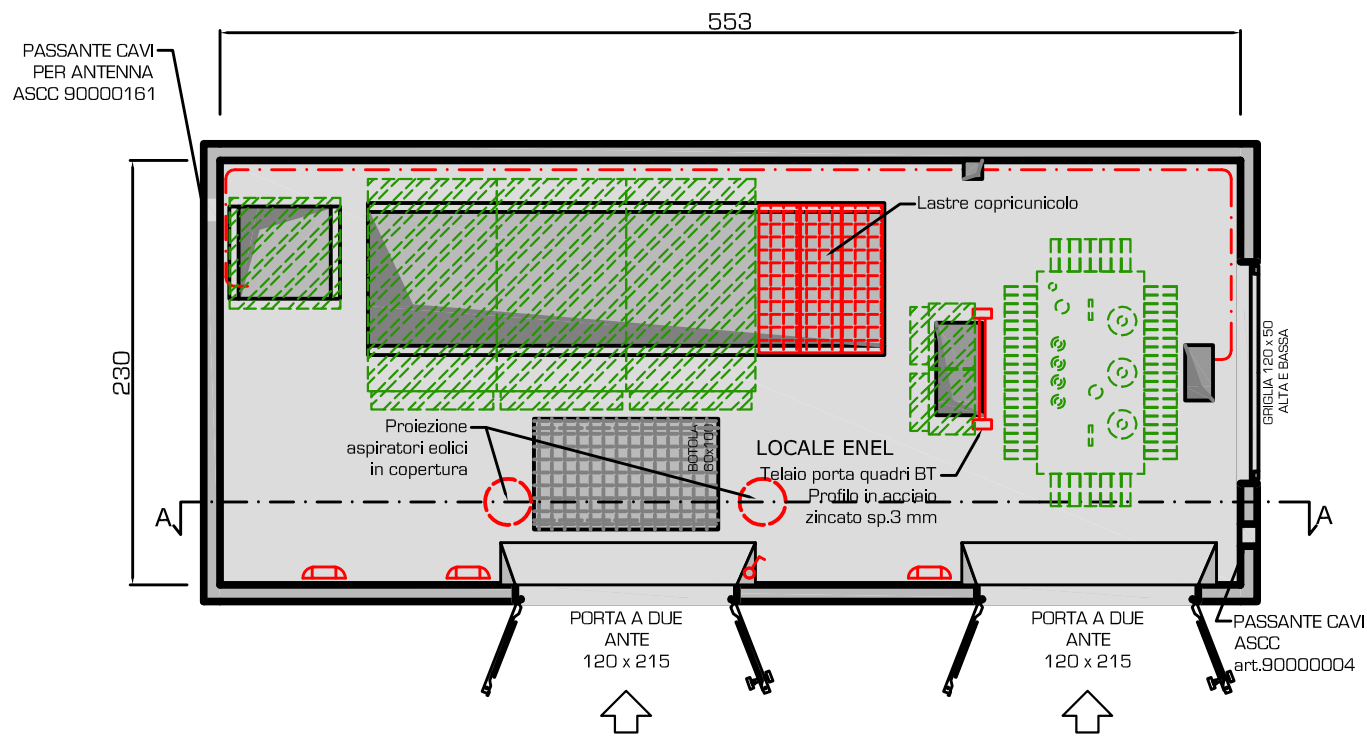 553
PASSANTE CAVI
PER ANTENNA
ASCC 90000161
230
Lastre copricunicolo
GRIGLIA 120 x 50
ALTA E BASSA
Proiezione
aspiratori eolici
in copertura
BOTOLA
60x100
LOCALE ENEL
Telaio porta quadri BT
Profilo in acciaio
zincato sp.3 mm
A
A
PORTA A DUE
ANTE
120 x 215
PORTA A DUE
ANTE
120 x 215
PASSANTE CAVI
ASCC
art.90000004